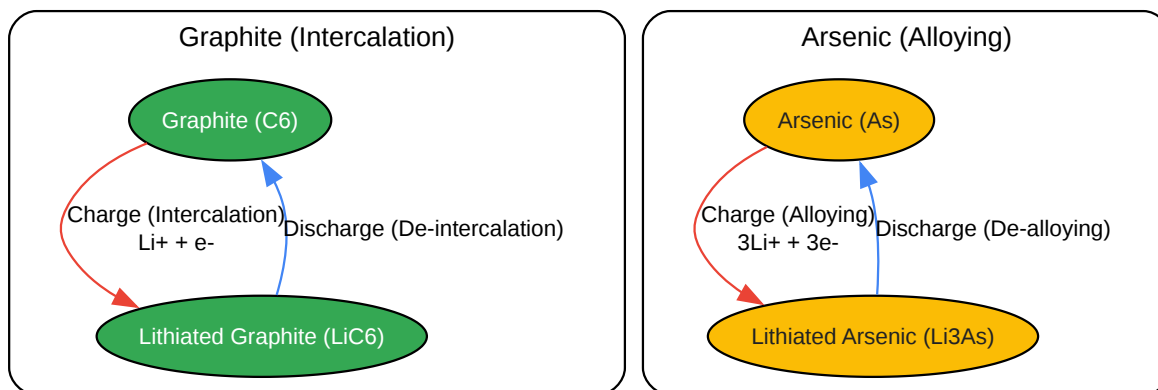 Graphite (Intercalation)
Graphite (C6)
Charge (Intercalation)
Li+ + e-
Discharge (De-intercalation)
Lithiated Graphite (LiC6)
Arsenic (Alloying)
Arsenic (As)
Charge (Alloying)
3Li+ + 3e-
Discharge (De-alloying)
Lithiated Arsenic (Li3As)